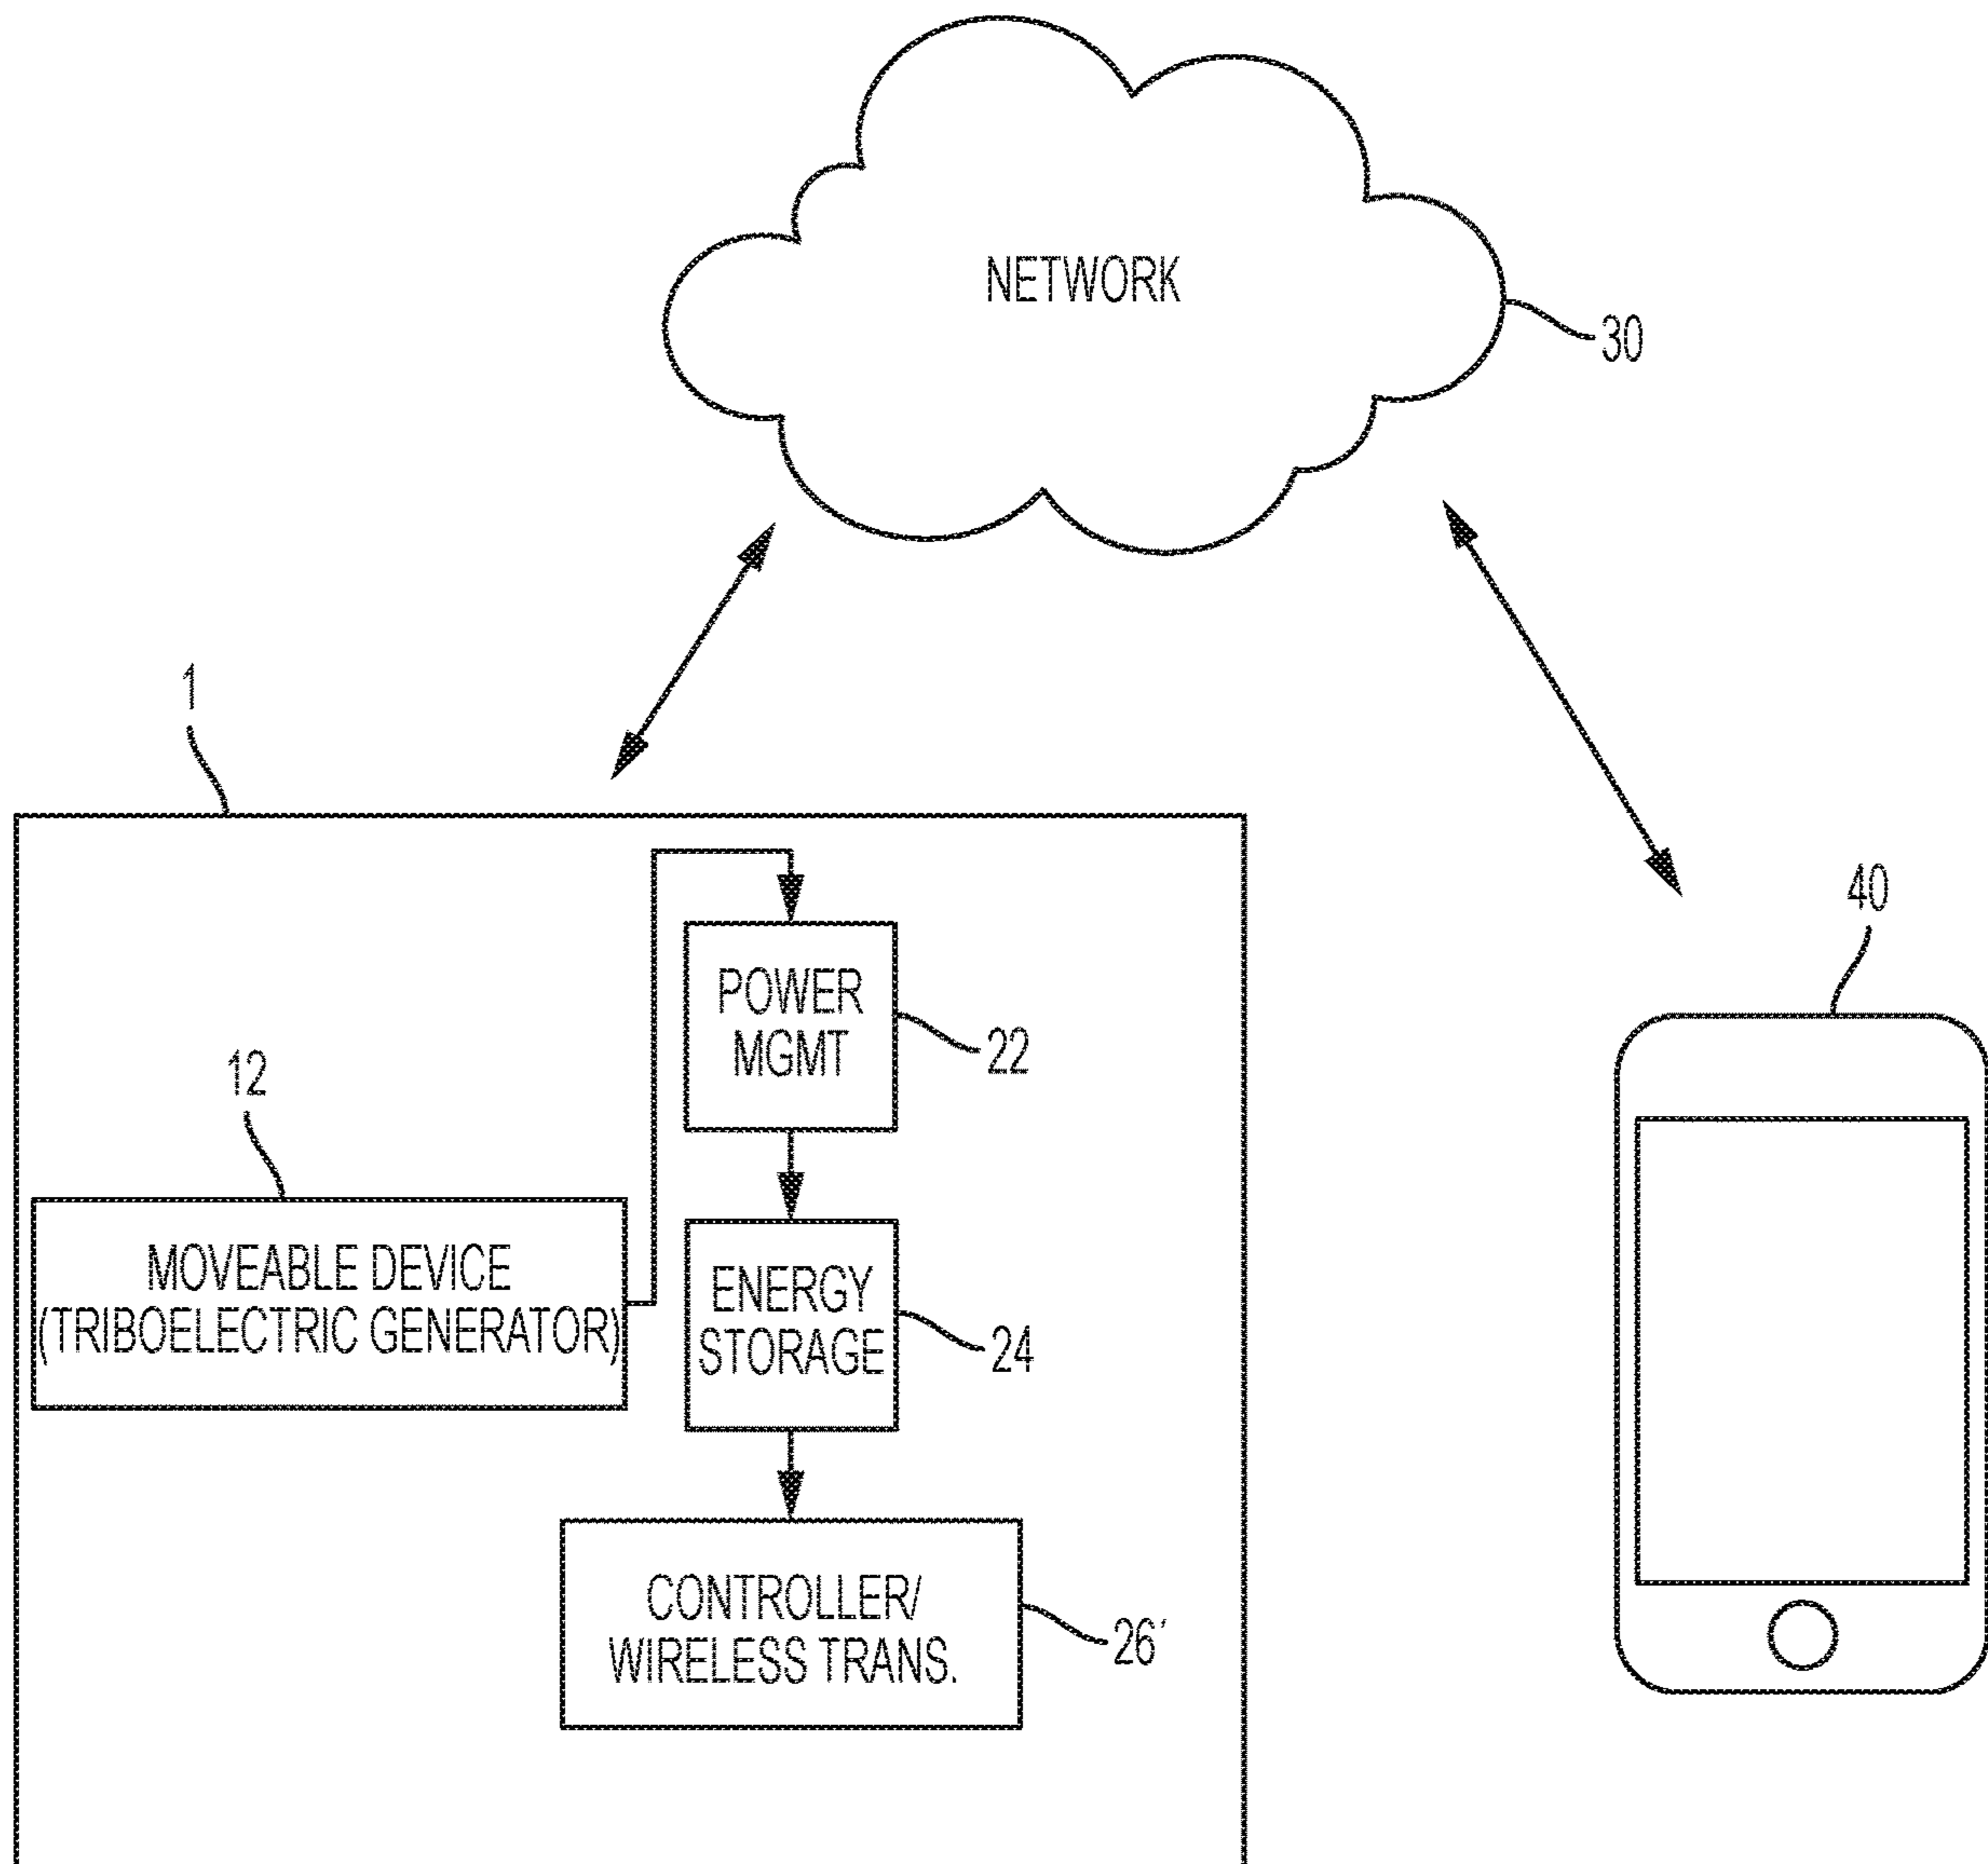 NETWORK
30
1
POWER
MGMT
22
12
MOVEABLE DEVICE
(TRIBOELECTRIC GENERATOR)
ENERGY
STORAGE
24
CONTROLLER/
WIRELESS TRANS.
26'
40